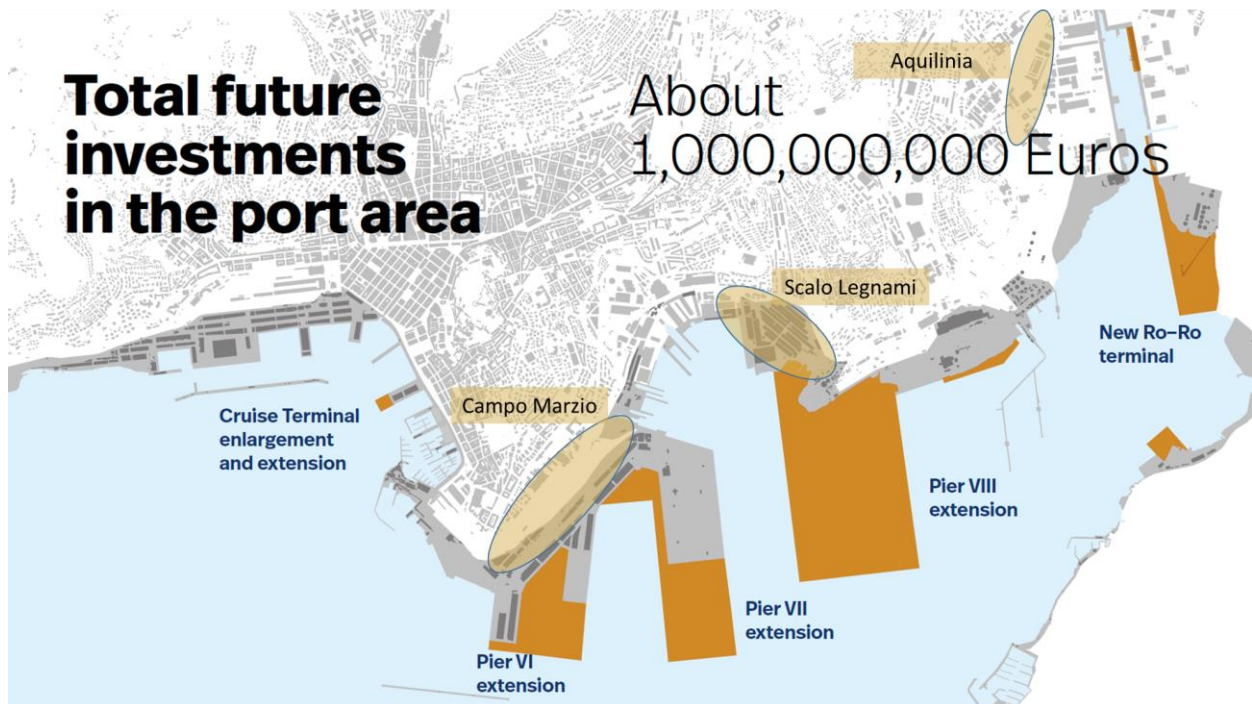 Total future
investments
in the port area
About
1,000,000,000 Euros
Aquilinia
Scalo Legnami
New Ro–Ro
terminal
Campo Marzio
Cruise Terminal
enlargement
and extension
Pier VIII
extension
Pier VII
extension
Pier VI
extension